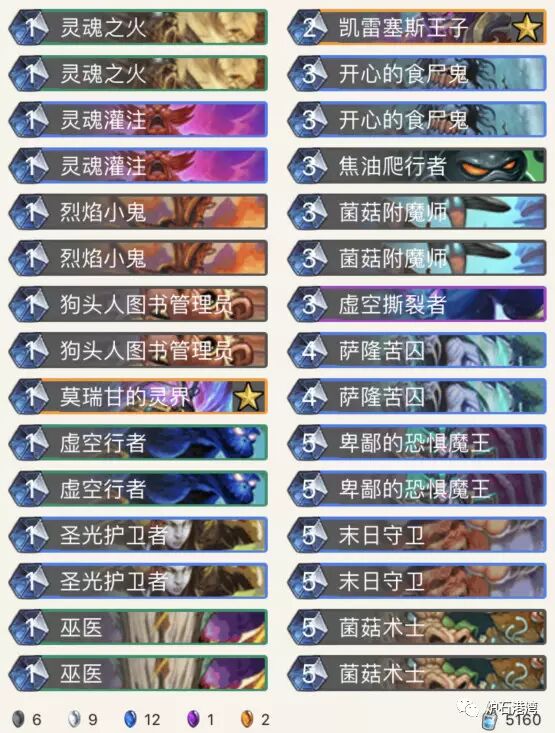 1 灵魂之火
1 灵魂之火
1 灵魂灌注
1 灵魂灌注
1 烈焰小鬼
1 烈焰小鬼
1 狗头人图书管理员
1 狗头人图书管理员
1 莫瑞甘的灵界
1 虚空行者
1 虚空行者
1 圣光护卫者
1 圣光护卫者
1 巫医
1 巫医
2 凯雷塞斯王子
3 开心的食尸鬼
3 开心的食尸鬼
3 焦油爬行者
3 菌菇附魔师
3 菌菇附魔师
3 虚空撕裂者
4 萨隆苦囚
4 萨隆苦囚
5 卑鄙的恐惧魔王
5 卑鄙的恐惧魔王
5 末日守卫
5 末日守卫
5 菌菇术士
5 菌菇术士
6 9 12 1 2
炉石港湾
5160